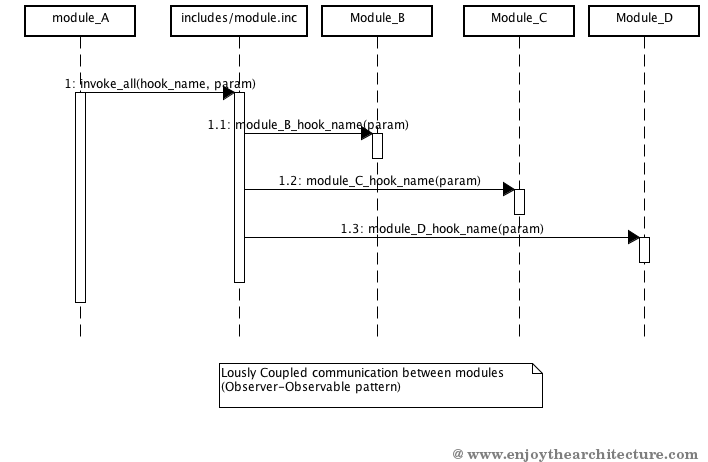 module_A
includes/module.inc
Module_B
Module_C
Module_D
1: invoke_all(hook_name, param)
1.1: module_B_hook_name(param)
1.2: module_C_hook_name(param)
1.3: module_D_hook_name(param)
Lously Coupled communication between modules
(Observer-Observable pattern)
@ www.enjoythearchitecture.com